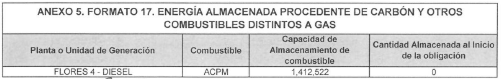 ANEXO 5. FORMATO 17. ENERGÍA ALMACENADA PROCEDENTE DE CARBÓN Y OTROS
COMBUSTIBLES DISTINTOS A GAS
Planta o Unidad de Generación Combustible Capacidad de Almacenamiento de combustible Cantidad Almacenada al Inicio de la obligación
FLORES 4 - DIESEL ACPM 1,412,522 0